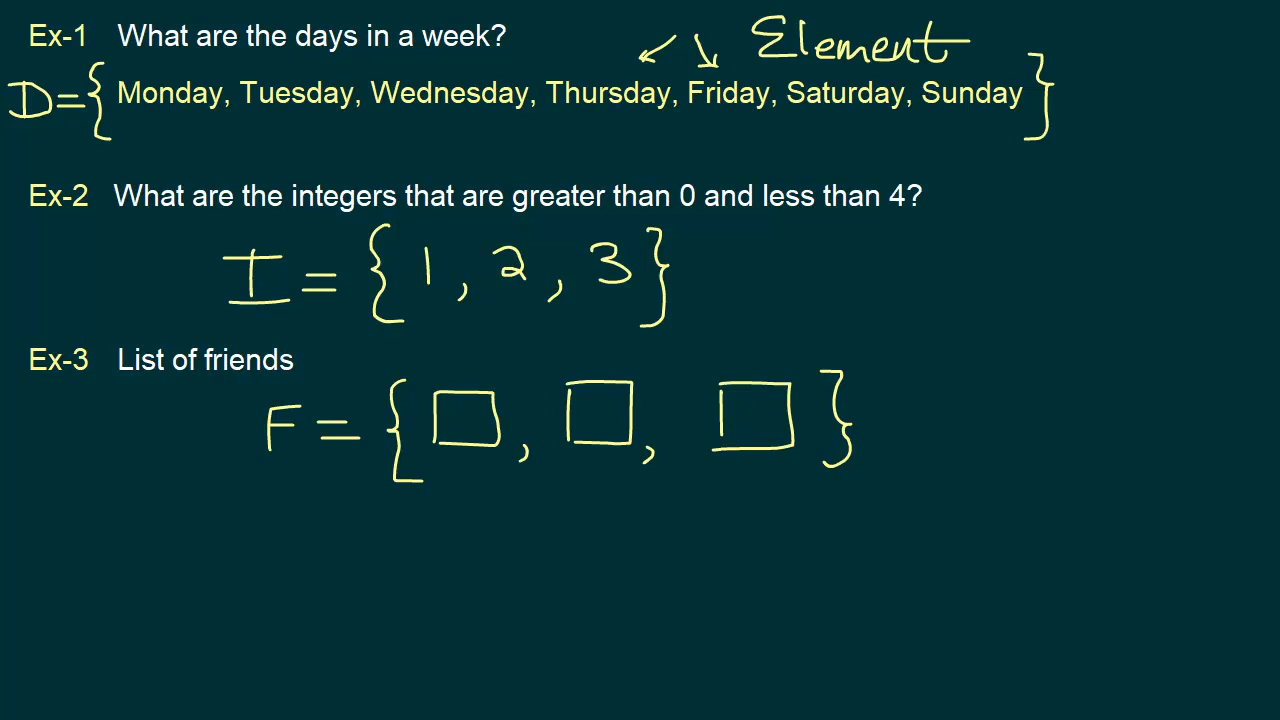 Ex-1 What are the days in a week?
Element
D={Monday, Tuesday, Wednesday, Thursday, Friday, Saturday, Sunday}
Ex-2 What are the integers that are greater than 0 and less than 4?
I = {1, 2, 3}
Ex-3 List of friends
F = {□, □, □}